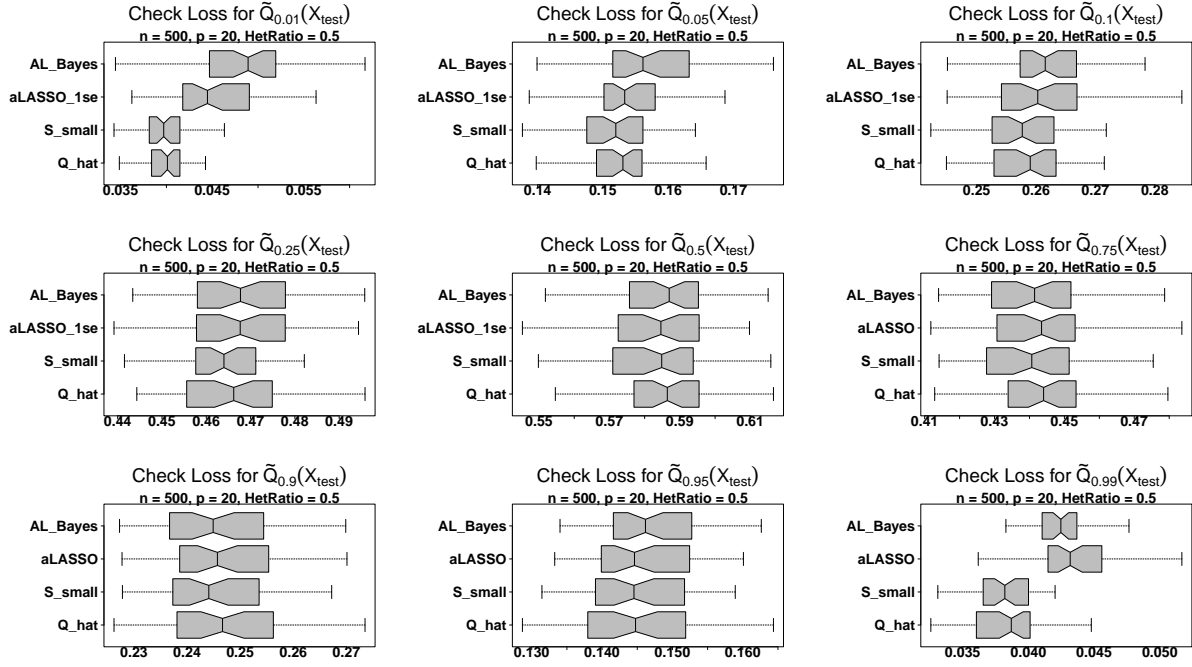 Check Loss for Q̃0.01(Xtest)
n = 500, p = 20, HetRatio = 0.5
AL_Bayes
aLASSO_1se
S_small
Q_hat
0.035 0.045 0.055
Check Loss for Q̃0.05(Xtest)
n = 500, p = 20, HetRatio = 0.5
AL_Bayes
aLASSO_1se
S_small
Q_hat
0.14 0.15 0.16 0.17
Check Loss for Q̃0.1(Xtest)
n = 500, p = 20, HetRatio = 0.5
AL_Bayes
aLASSO_1se
S_small
Q_hat
0.25 0.26 0.27 0.28
Check Loss for Q̃0.25(Xtest)
n = 500, p = 20, HetRatio = 0.5
AL_Bayes
aLASSO_1se
S_small
Q_hat
0.44 0.45 0.46 0.47 0.48 0.49
Check Loss for Q̃0.5(Xtest)
n = 500, p = 20, HetRatio = 0.5
AL_Bayes
aLASSO_1se
S_small
Q_hat
0.55 0.57 0.59 0.61
Check Loss for Q̃0.75(Xtest)
n = 500, p = 20, HetRatio = 0.5
AL_Bayes
aLASSO
S_small
Q_hat
0.41 0.43 0.45 0.47
Check Loss for Q̃0.9(Xtest)
n = 500, p = 20, HetRatio = 0.5
AL_Bayes
aLASSO
S_small
Q_hat
0.23 0.24 0.25 0.26 0.27
Check Loss for Q̃0.95(Xtest)
n = 500, p = 20, HetRatio = 0.5
AL_Bayes
aLASSO
S_small
Q_hat
0.130 0.140 0.150 0.160
Check Loss for Q̃0.99(Xtest)
n = 500, p = 20, HetRatio = 0.5
AL_Bayes
aLASSO
S_small
Q_hat
0.035 0.040 0.045 0.050